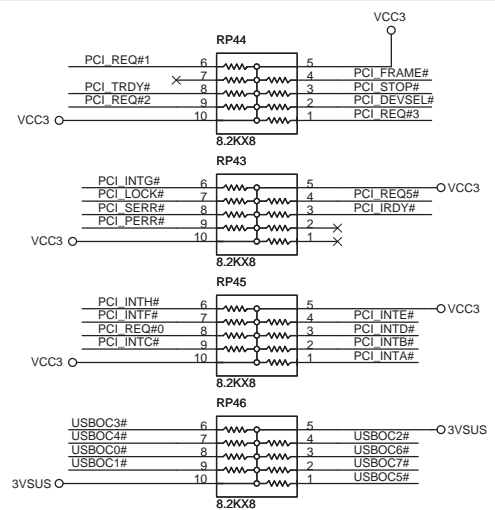 VCC3
RP44
PCI_REQ#1 6 5
7 4 PCI_FRAME#
PCI_TRDY# 8 3 PCI_STOP#
PCI_REQ#2 9 2 PCI_DEVSEL#
VCC3 10 1 PCI_REQ#3
8.2KX8
RP43
PCI_INTG# 6 5 VCC3
PCI_LOCK# 7 4 PCI_REQ5#
PCI_SERR# 8 3 PCI_IRDY#
PCI_PERR# 9 2
VCC3 10 1
8.2KX8
RP45
PCI_INTH# 6 5 VCC3
PCI_INTF# 7 4 PCI_INTE#
PCI_REQ#0 8 3 PCI_INTD#
PCI_INTC# 9 2 PCI_INTB#
VCC3 10 1 PCI_INTA#
8.2KX8
RP46
USBOC3# 6 5 3VSUS
USBOC4# 7 4 USBOC2#
USBOC0# 8 3 USBOC6#
USBOC1# 9 2 USBOC7#
3VSUS 10 1 USBOC5#
8.2KX8